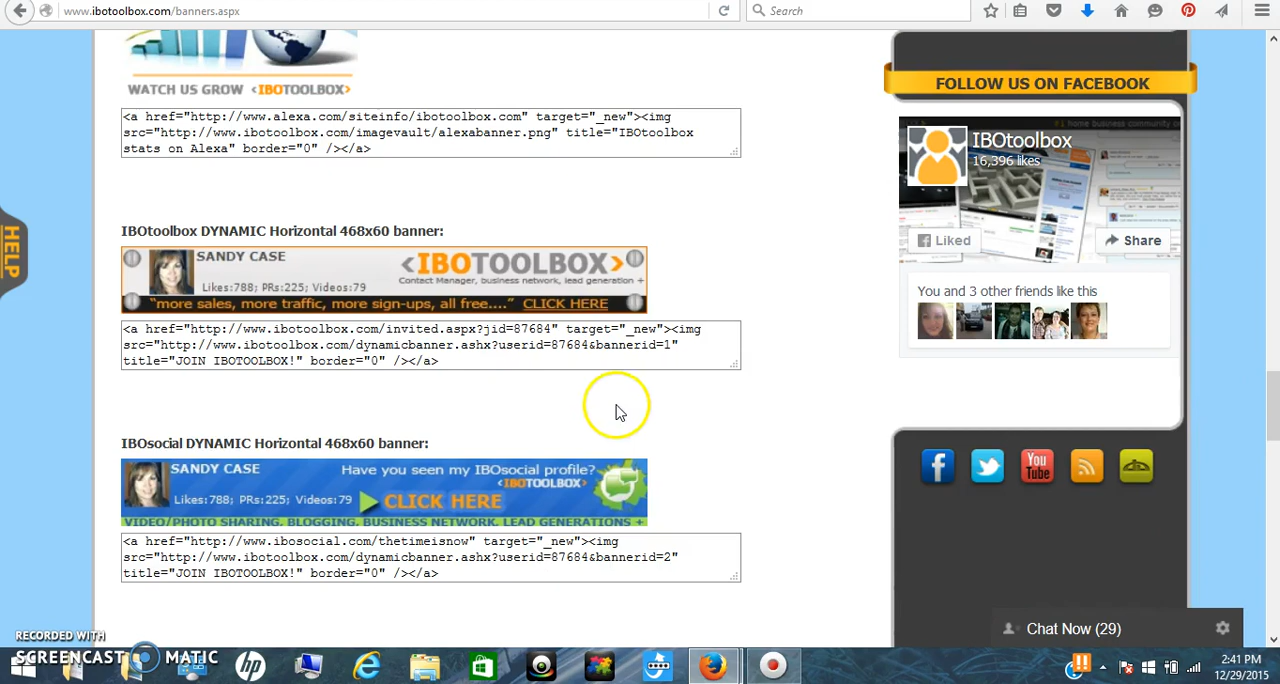 www.ibotoolbox.com/banners.aspx
Search
WATCH US GROW <IBOTOOLBOX>
<a href="http://www.alexa.com/siteinfo/ibotoolbox.com" target="_new"><img
src="http://www.ibotoolbox.com/imagevault/alexabanner.png" title="IBOtoolbox
stats on Alexa" border="0" /></a>
IBOtoolbox DYNAMIC Horizontal 468x60 banner:
SANDY CASE
<IBOTOOLBOX>
Contact Manager, business network, lead generation +
Likes:788; PRs:225; Videos:79
"more sales, more traffic, more sign-ups, all free...." CLICK HERE
<a href="http://www.ibotoolbox.com/invited.aspx?jid=87684" target="_new"><img
src="http://www.ibotoolbox.com/dynamicbanner.ashx?userid=87684&bannerid=1"
title="JOIN IBOTOOLBOX!" border="0" /></a>
IBOsocial DYNAMIC Horizontal 468x60 banner:
SANDY CASE
Have you seen my IBOsocial profile?
<IBOTOOLBOX>
Likes:788; PRs:225; Videos:79
CLICK HERE
VIDEO/PHOTO SHARING, BLOGGING, BUSINESS NETWORK, LEAD GENERATIONS +
<a href="http://www.ibosocial.com/thetimeisnow" target="_new"><img
src="http://www.ibotoolbox.com/dynamicbanner.ashx?userid=87684&bannerid=2"
title="JOIN IBOTOOLBOX!" border="0" /></a>
HELP
FOLLOW US ON FACEBOOK
IBOtoolbox
16,396 likes
Liked
Share
You and 3 other friends like this
You
Tube
Chat Now (29)
RECORDED WITH
SCREENCAST MATIC
hp
2:41 PM
12/29/2015